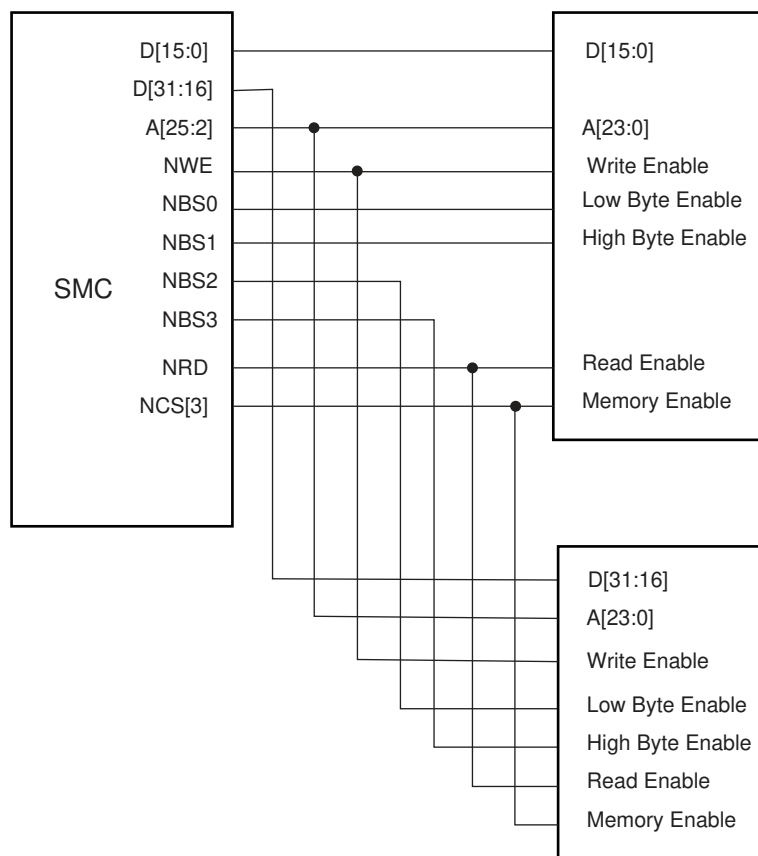 D[15:0]
D[31:16]
A[25:2]
NWE
NBS0
NBS1
NBS2
NBS3
NRD
NCS[3]
SMC
D[15:0]
A[23:0]
Write Enable
Low Byte Enable
High Byte Enable
Read Enable
Memory Enable
D[31:16]
A[23:0]
Write Enable
Low Byte Enable
High Byte Enable
Read Enable
Memory Enable